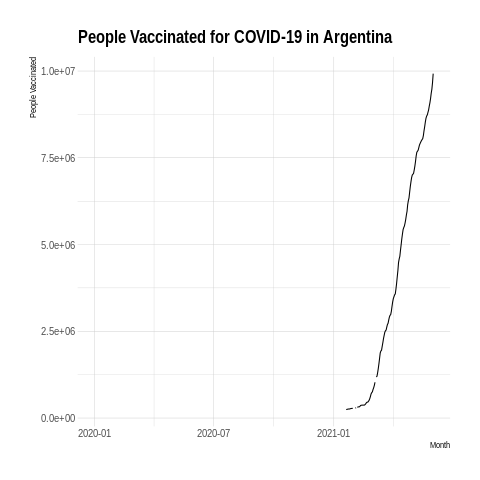 People Vaccinated for COVID-19 in Argentina
People Vaccinated
1.0e+07
7.5e+06
5.0e+06
2.5e+06
0.0e+00
2020-01
2020-07
2021-01
Month